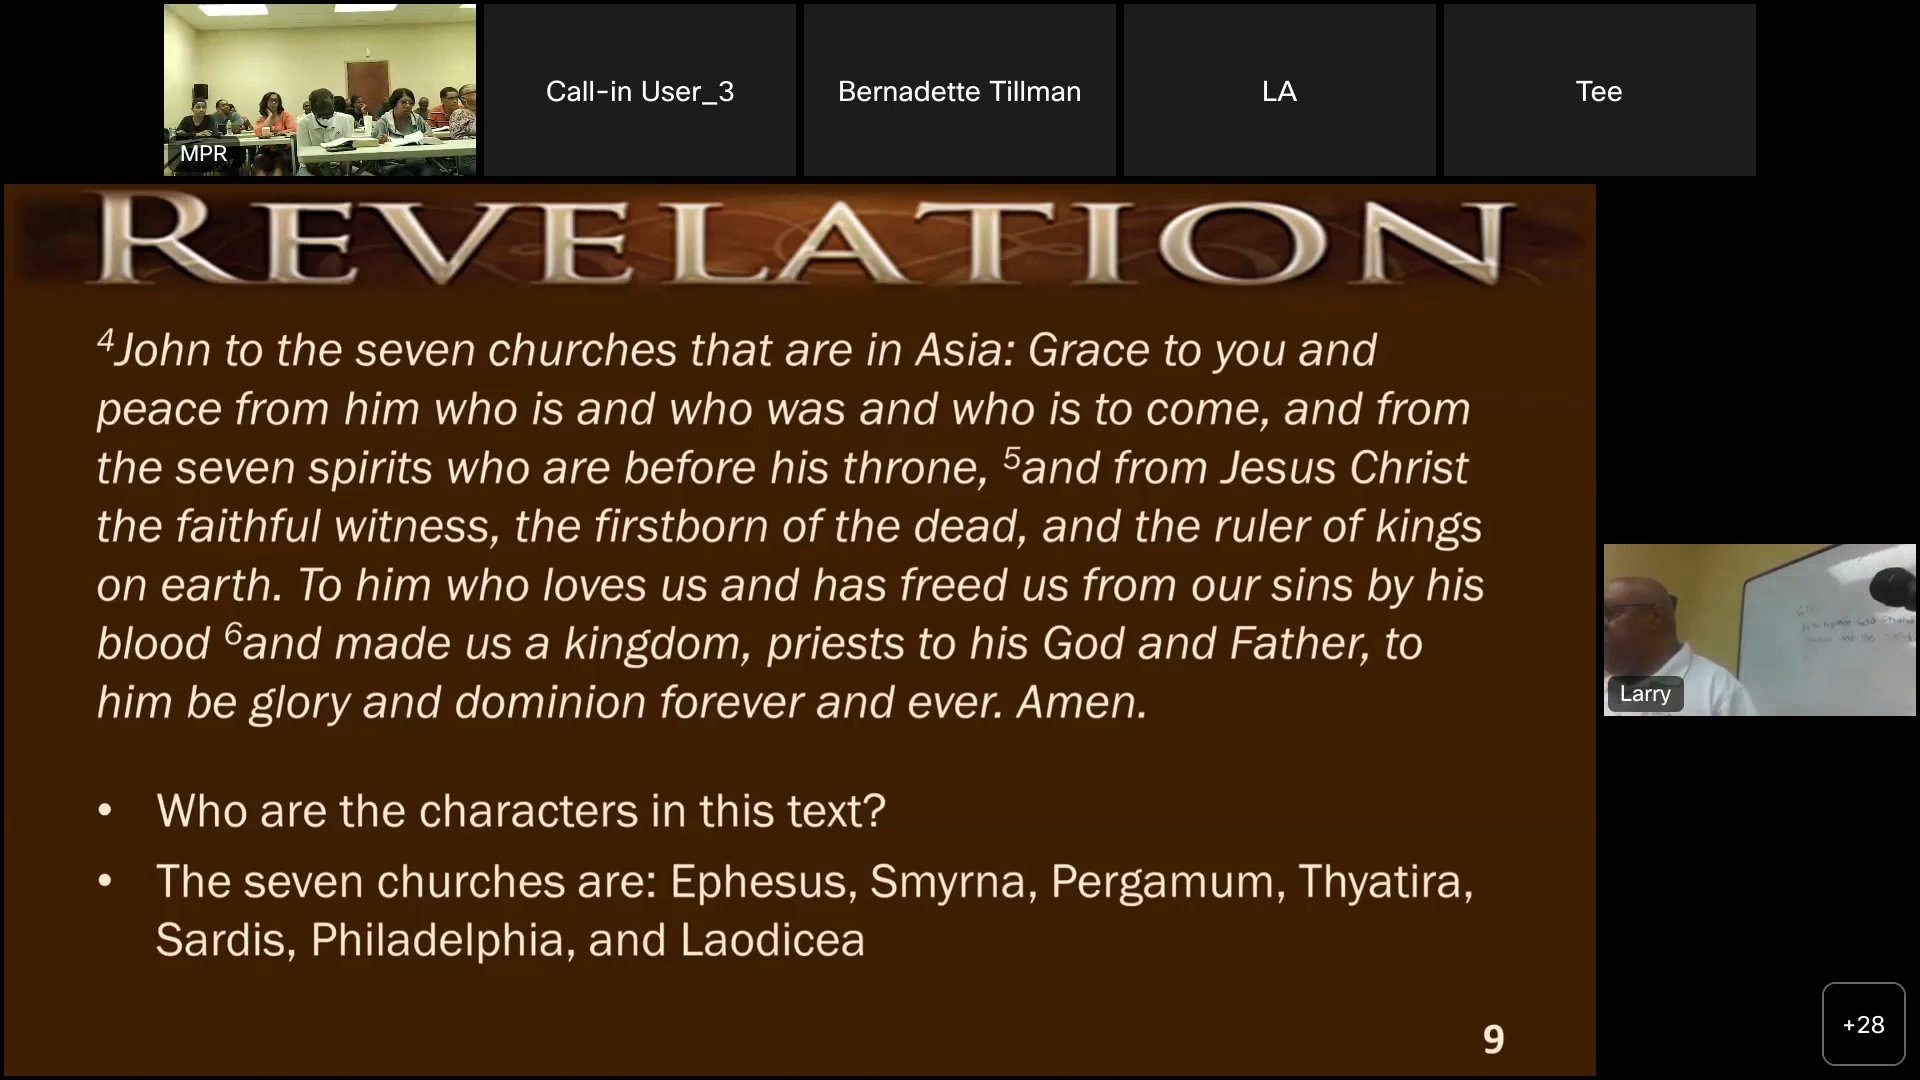 Call-in User_3
Bernadette Tillman
LA
Tee
MPR
REVELATION
4John to the seven churches that are in Asia: Grace to you and
peace from him who is and who was and who is to come, and from
the seven spirits who are before his throne, 5and from Jesus Christ
the faithful witness, the firstborn of the dead, and the ruler of kings
on earth. To him who loves us and has freed us from our sins by his
blood 6and made us a kingdom, priests to his God and Father, to
him be glory and dominion forever and ever. Amen.
• Who are the characters in this text?
• The seven churches are: Ephesus, Smyrna, Pergamum, Thyatira,
Sardis, Philadelphia, and Laodicea
9
Larry
+28